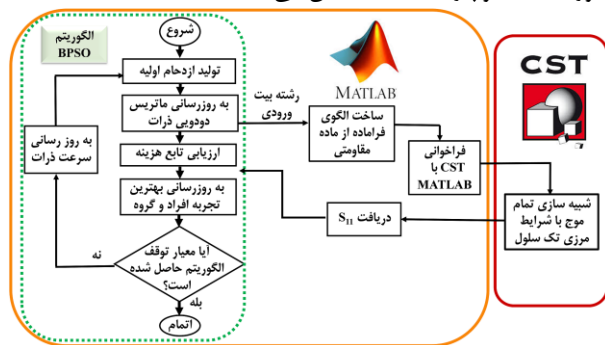 الگوریتم
BPSO
شروع
تولید ازدحام اولیه
به روزرسانی ماتریس
دودویی ذرات
ارزیابی تابع هزینه
به روزرسانی بهترین
تجربه افراد و گروه
آیا معیار توقف
الگوریتم حاصل شده
است؟
بله
اتمام
نه
به روز رسانی
سرعت ذرات
رشته بیت
ورودی
MATLAB
ساخت الگوی
فراماده از ماده
مقاومتی
فراخوانی
CST با
MATLAB
دریافت S11
CST
شبیه سازی تمام
موج با شرایط
مرزی تک سلول